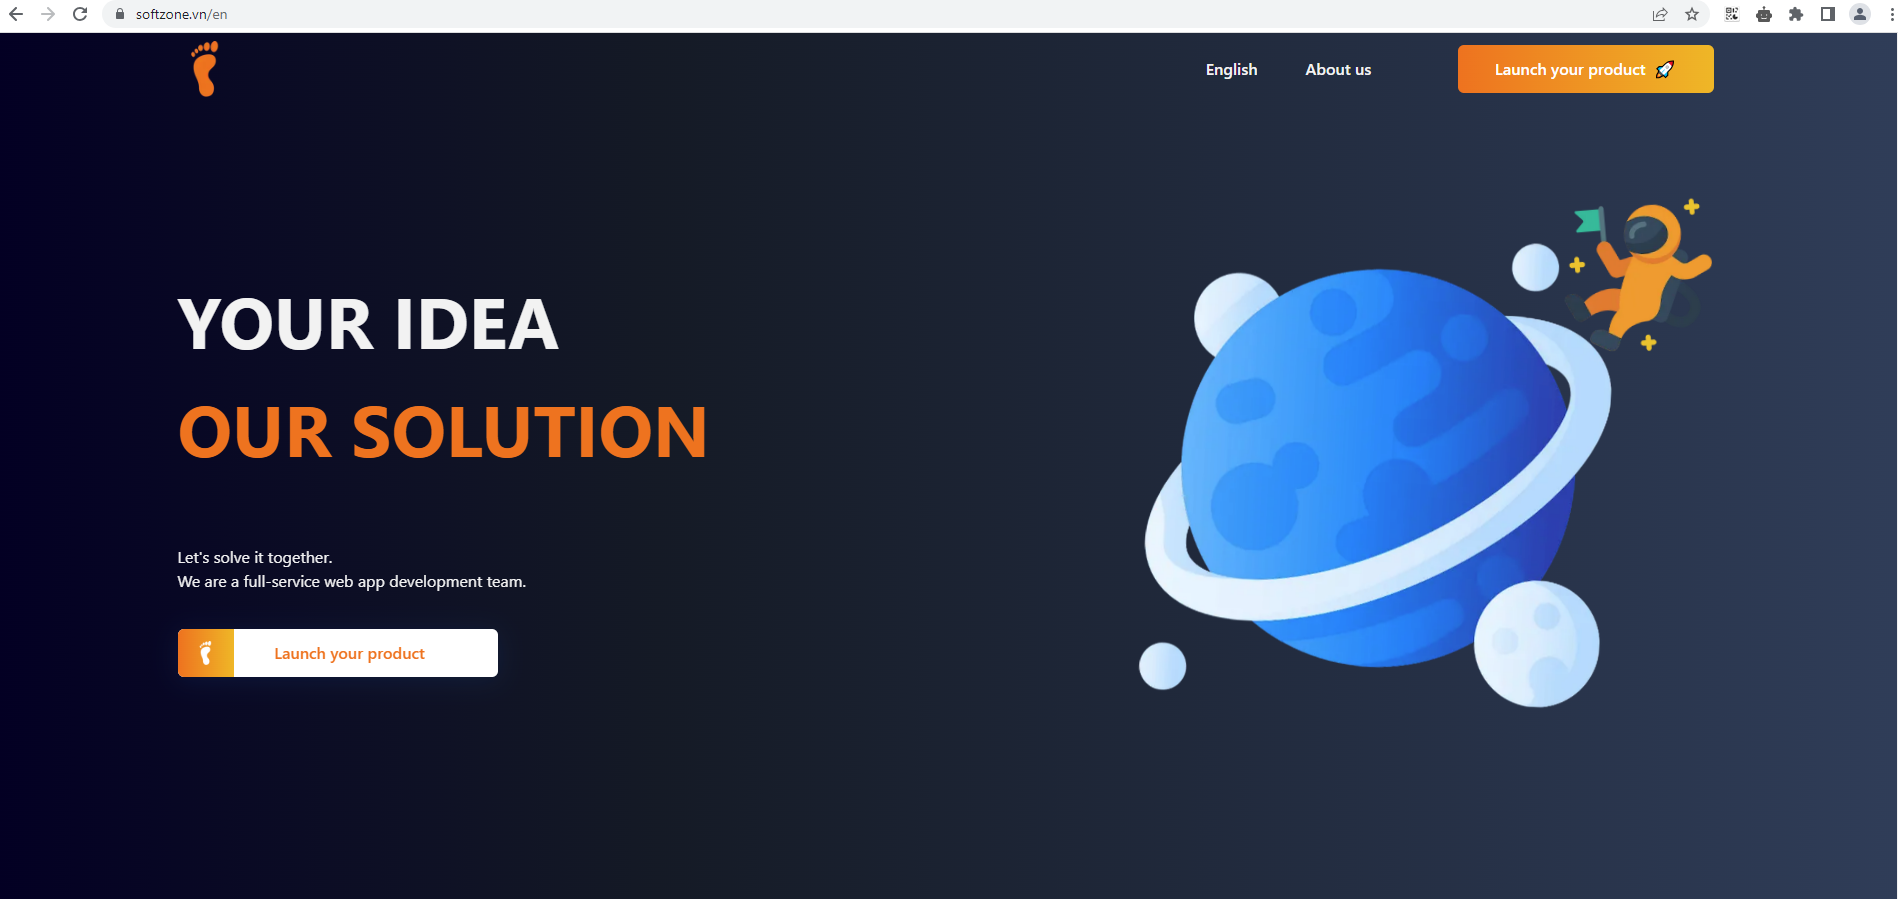 softzone.vn/en
English
About us
Launch your product 🚀
YOUR IDEA
OUR SOLUTION
Let's solve it together.
We are a full-service web app development team.
Launch your product